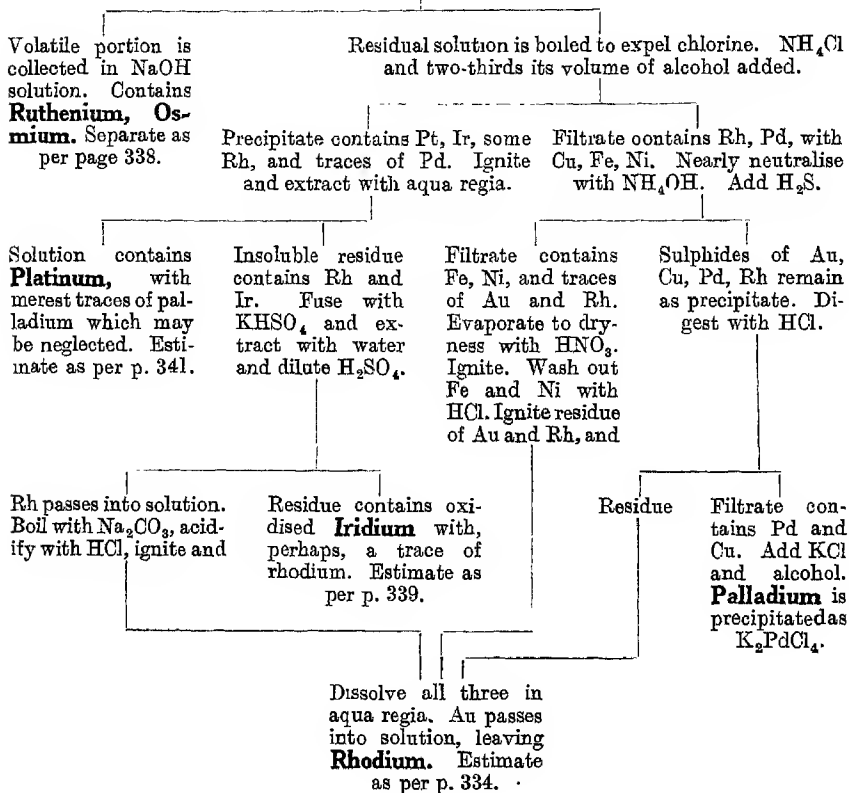 Volatile portion is
collected in NaOH
solution. Contains
Ruthenium, Os-
mium. Separate as
per page 338.
Residual solution is boiled to expel chlorine. NH₄Cl
and two-thirds its volume of alcohol added.
Precipitate contains Pt, Ir, some
Rh, and traces of Pd. Ignite
and extract with aqua regia.
Filtrate contains Rh, Pd, with
Cu, Fe, Ni. Nearly neutralise
with NH₄OH. Add H₂S.
Solution contains
Platinum, with
merest traces of pal-
ladium which may
be neglected. Esti-
mate as per p. 341.
Insoluble residue
contains Rh and
Ir. Fuse with
KHSO₄ and ex-
tract with water
and dilute H₂SO₄.
Filtrate contains
Fe, Ni, and traces
of Au and Rh.
Evaporate to dry-
ness with HNO₃.
Ignite. Wash out
Fe and Ni with
HCl. Ignite residue
of Au and Rh, and
Sulphides of Au,
Cu, Pd, Rh remain
as precipitate. Di-
gest with HCl.
Rh passes into solution.
Boil with Na₂CO₃, acid-
ify with HCl, ignite and
Residue contains oxi-
dised Iridium with,
perhaps, a trace of
rhodium. Estimate as
per p. 339.
Residue
Filtrate con-
tains Pd and
Cu. Add KCl
and alcohol.
Palladium is
precipitated as
K₂PdCl₄.
Dissolve all three in
aqua regia. Au passes
into solution, leaving
Rhodium. Estimate
as per p. 334.